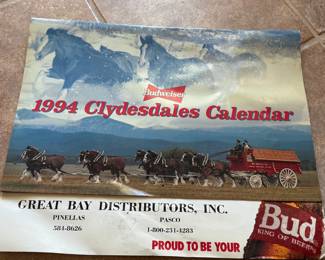 Budweiser
1994 Clydesdales Calendar
GREAT BAY DISTRIBUTORS, INC.
PINELLAS PASCO
584-8626 1-800-231-1283
PROUD TO BE YOUR
Bud
KING OF BEERS